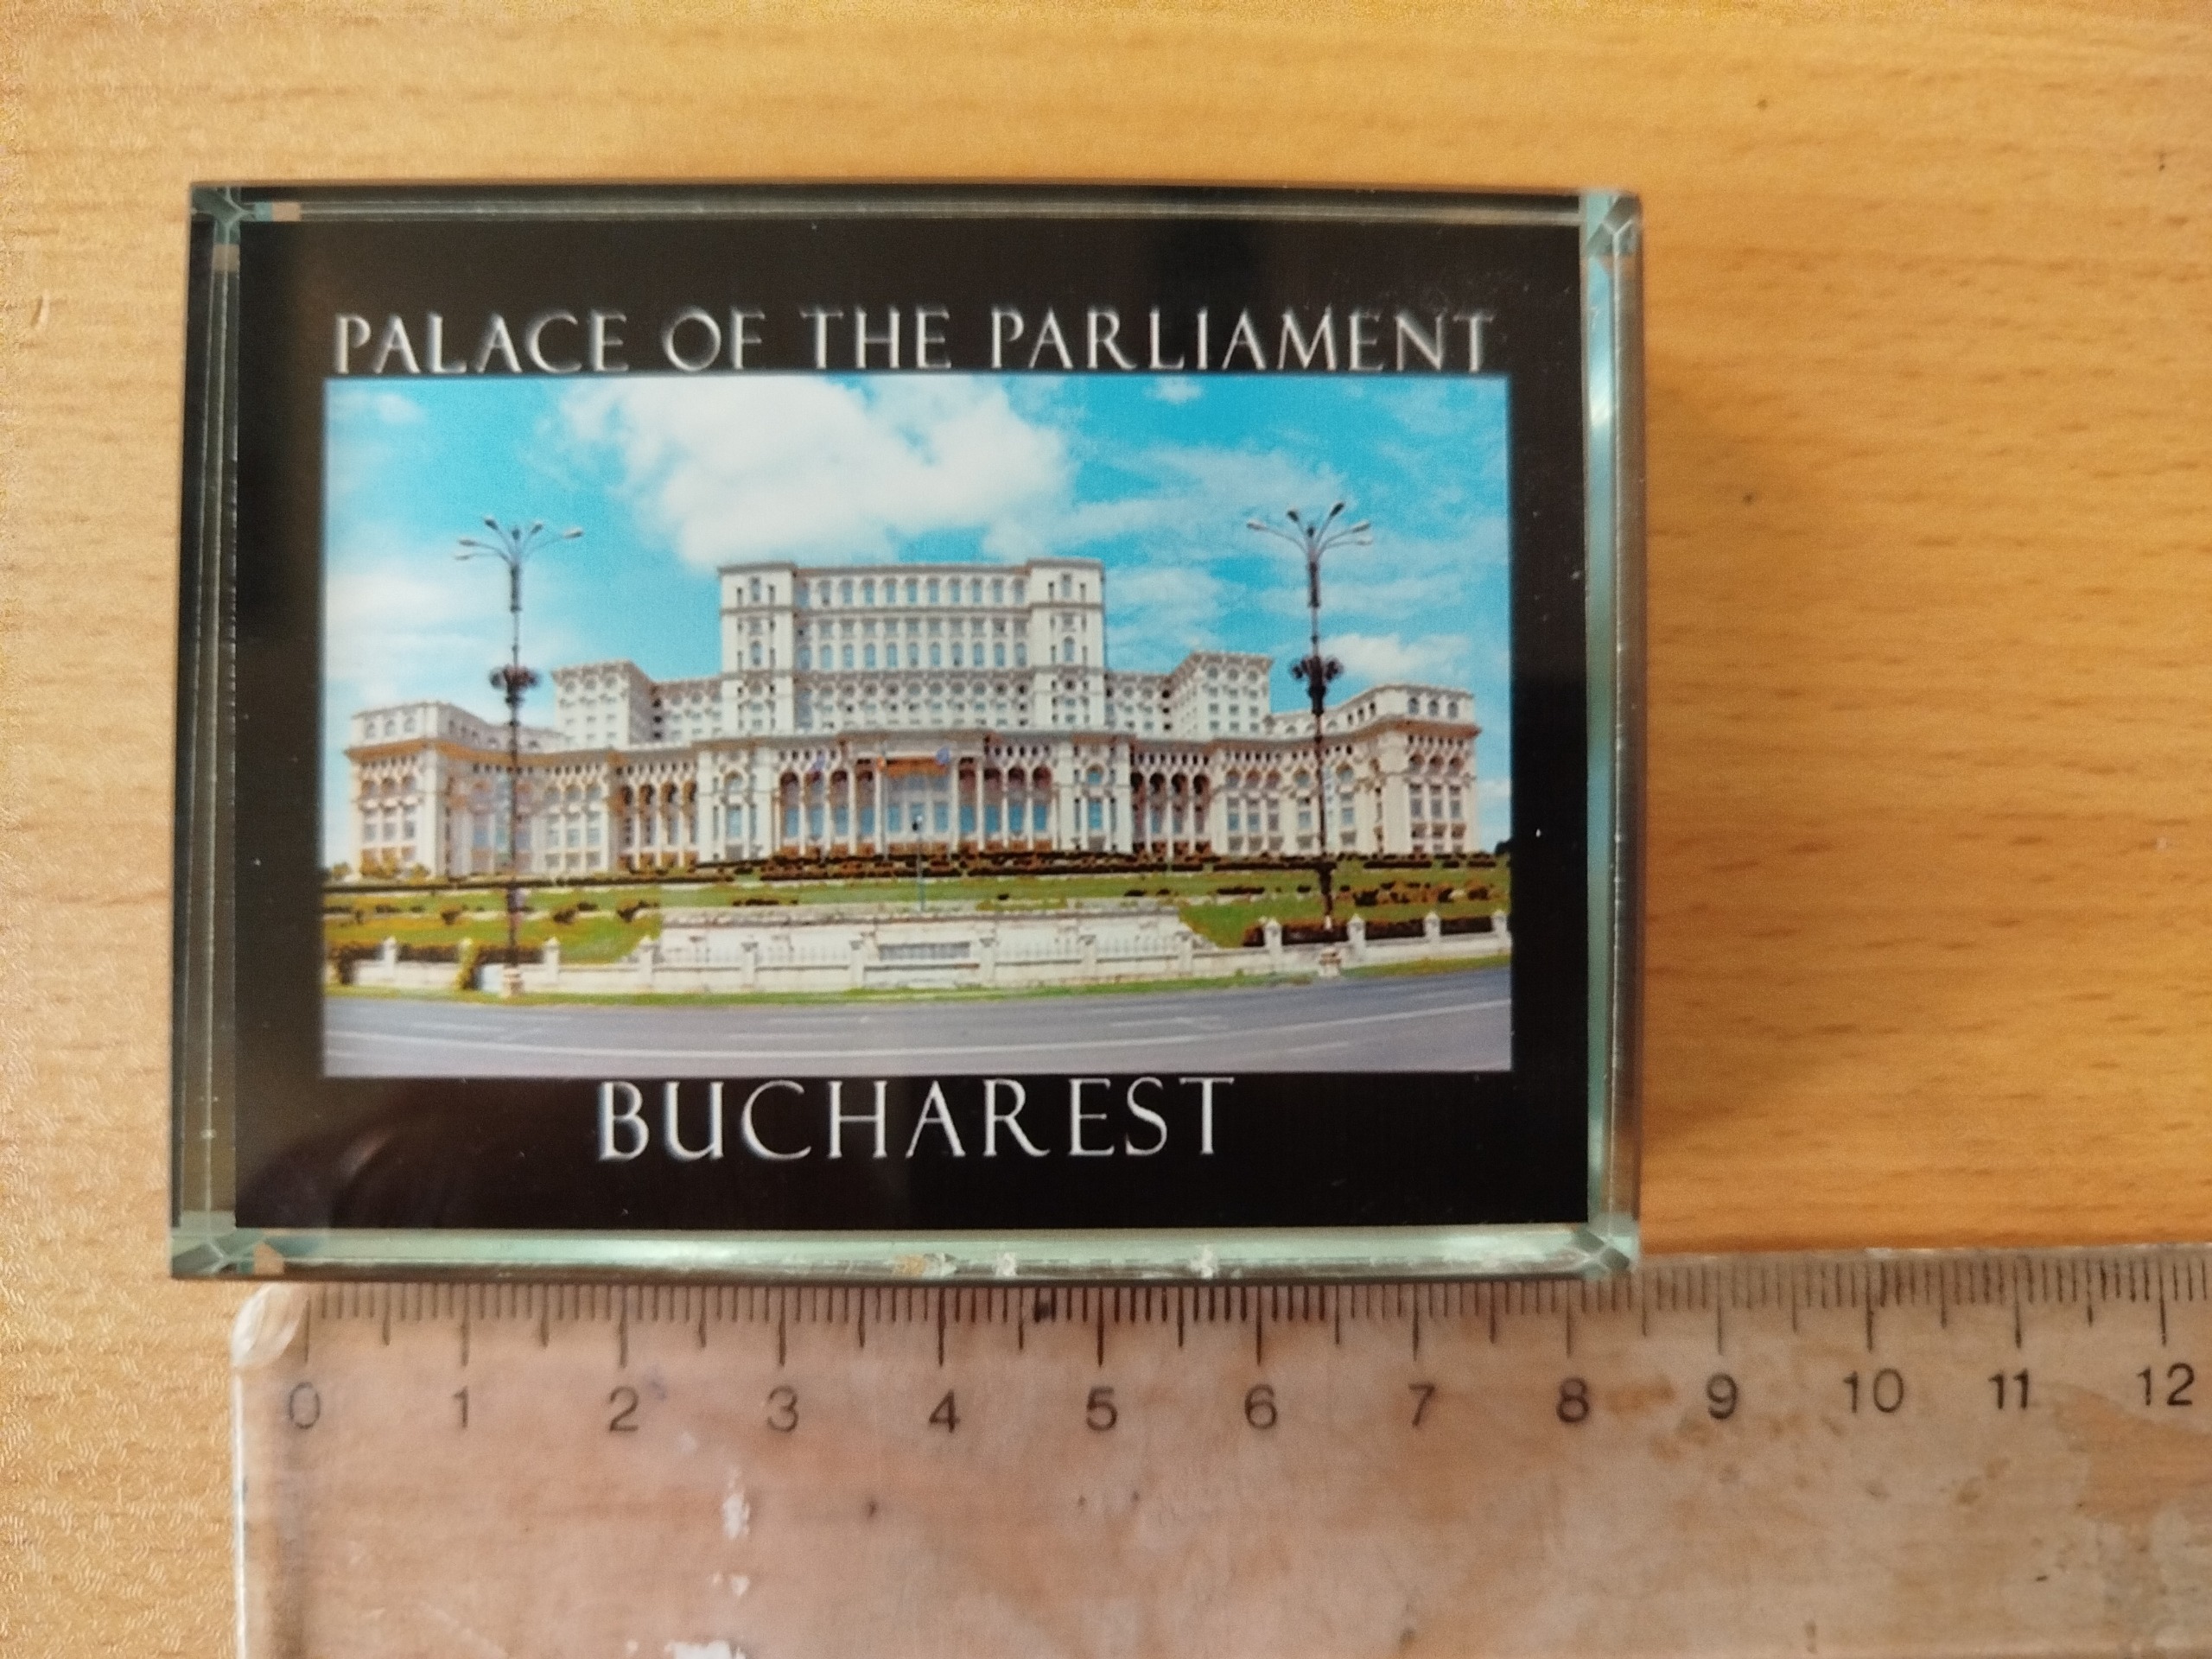 PALACE OF THE PARLIAMENT
BUCHAREST
0 1 2 3 4 5 6 7 8 9 10 11 12